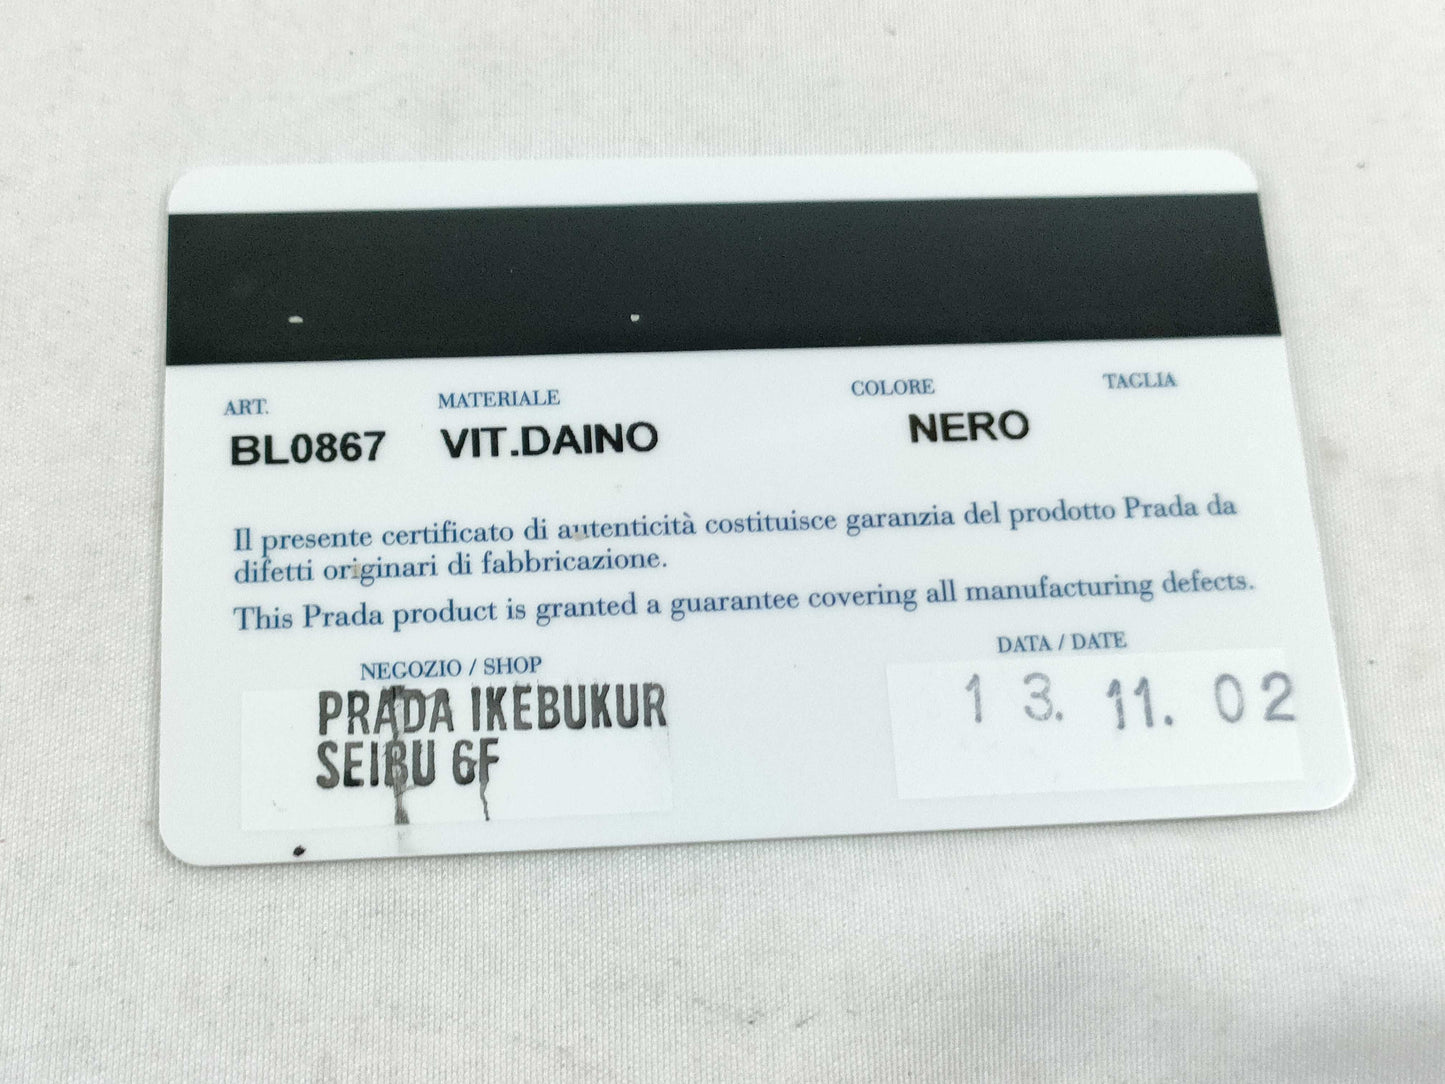 ART. MATERIALE COLORE TAGLIA
BL0867 VIT.DAINO NERO
Il presente certificato di autenticità costituisce garanzia del prodotto Prada da
difetti originari di fabbricazione.
This Prada product is granted a guarantee covering all manufacturing defects.
NEGOZIO / SHOP DATA / DATE
PRADA IKEBUKUR 13. 11. 02
SEIBU 6F